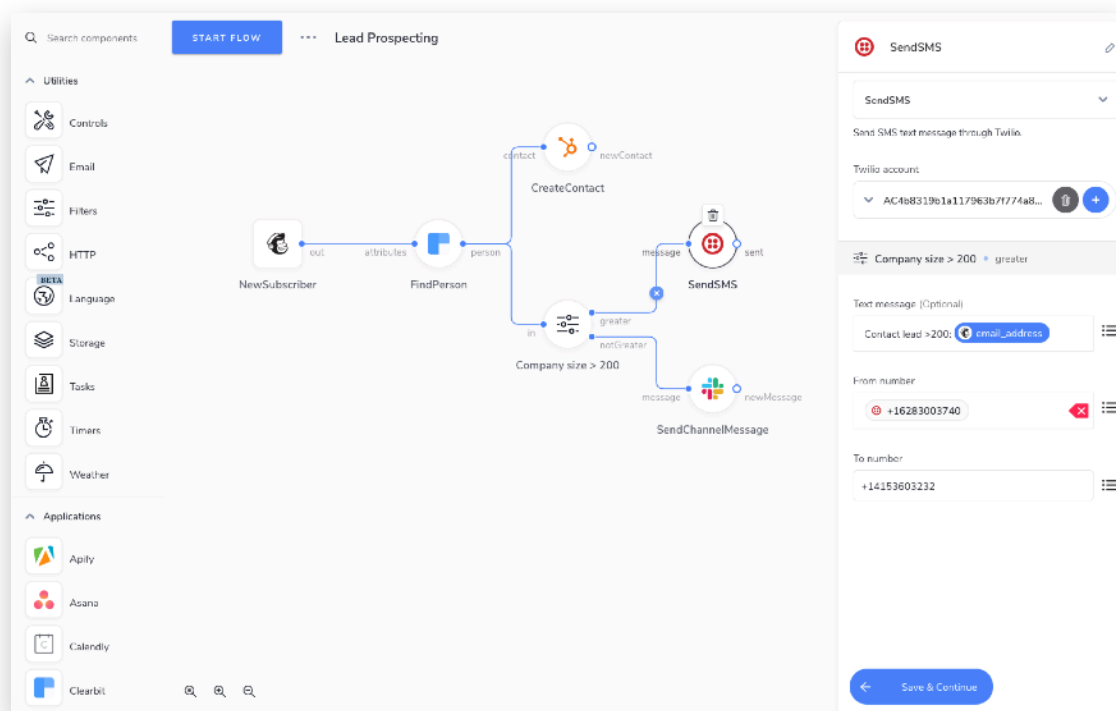 Search components
START FLOW
Lead Prospecting
Utilities
Controls
Email
Filters
HTTP
BETA
Language
Storage
Tasks
Timers
Weather
Applications
Apify
Asana
Calendly
Clearbit
NewSubscriber
out
attributes
FindPerson
person
contact
newContact
CreateContact
in
greater
notGreater
Company size > 200
message
sent
SendSMS
message
newMessage
SendChannelMessage
SendSMS
SendSMS
Send SMS text message through Twilio.
Twilio account
AC4b8319b1a117963b7f774a8...
Company size > 200 • greater
Text message (Optional)
Contact lead >200: email_address
From number
+16283003740
To number
+14153603232
Save & Continue